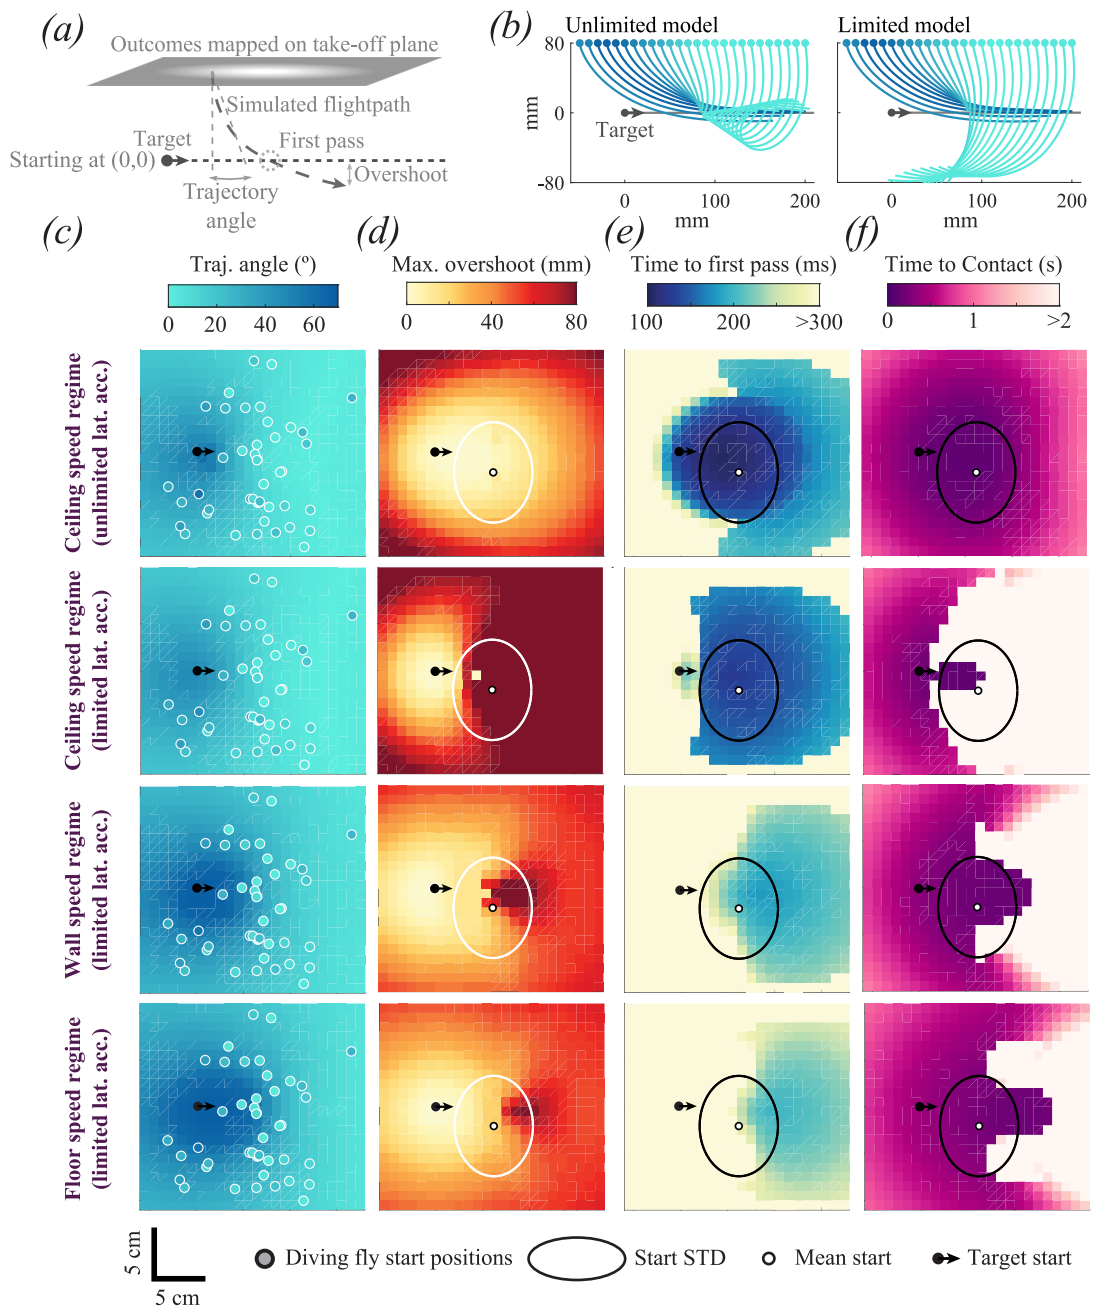 (a)
Outcomes mapped on take-off plane
Simulated flightpath
Target
First pass
Starting at (0,0)
Overshoot
Trajectory
angle
(b)
Unlimited model
Limited model
80
mm
0
Target
-80
0
100
200
mm
0
100
200
mm
(c)
(d)
(e)
(f)
Traj. angle (º)
0 20 40 60
Max. overshoot (mm)
0 40 80
Time to first pass (ms)
100 200 >300
Time to Contact (s)
0 1 >2
Ceiling speed regime
(unlimited lat. acc.)
Ceiling speed regime
(limited lat. acc.)
Wall speed regime
(limited lat. acc.)
Floor speed regime
(limited lat. acc.)
5 cm
5 cm
Diving fly start positions
Start STD
Mean start
Target start